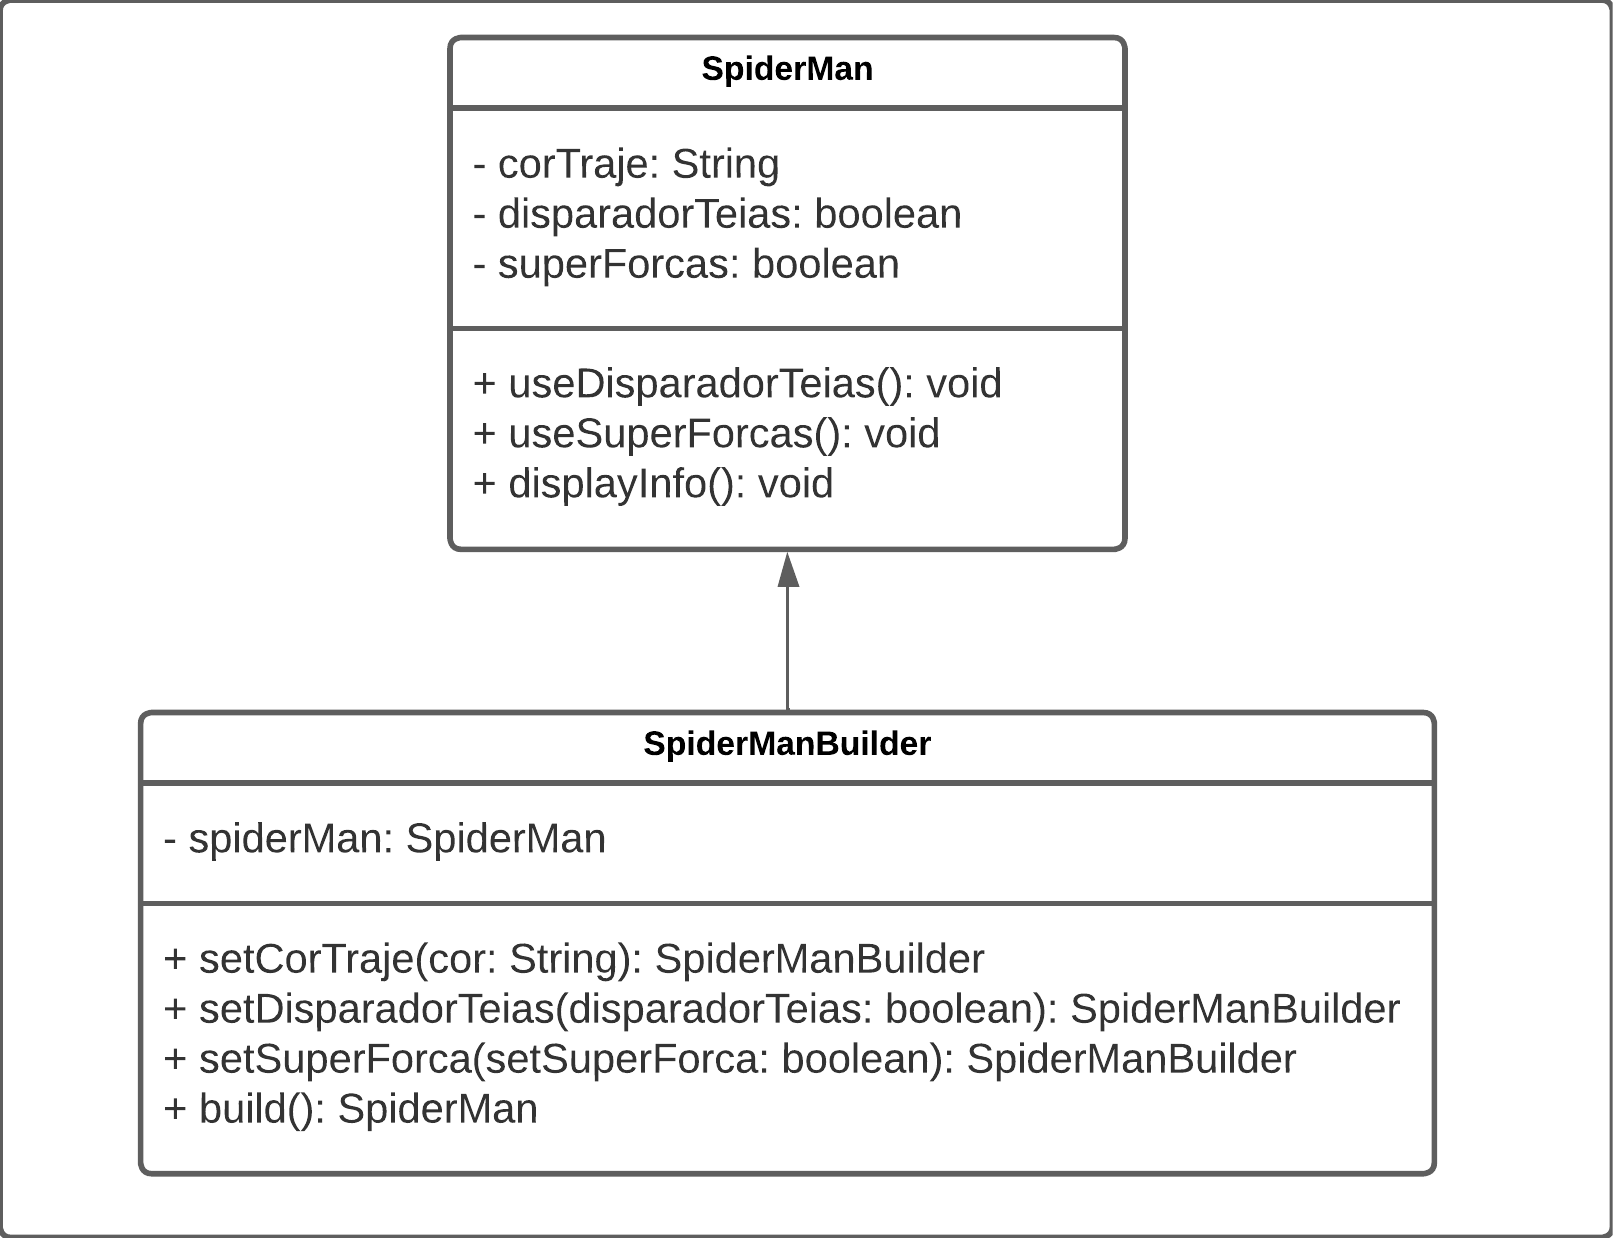 SpiderMan
- corTraje: String
- disparadorTeias: boolean
- superForcas: boolean
+ useDisparadorTeias(): void
+ useSuperForcas(): void
+ displayInfo(): void
SpiderManBuilder
- spiderMan: SpiderMan
+ setCorTraje(cor: String): SpiderManBuilder
+ setDisparadorTeias(disparadorTeias: boolean): SpiderManBuilder
+ setSuperForca(setSuperForca: boolean): SpiderManBuilder
+ build(): SpiderMan